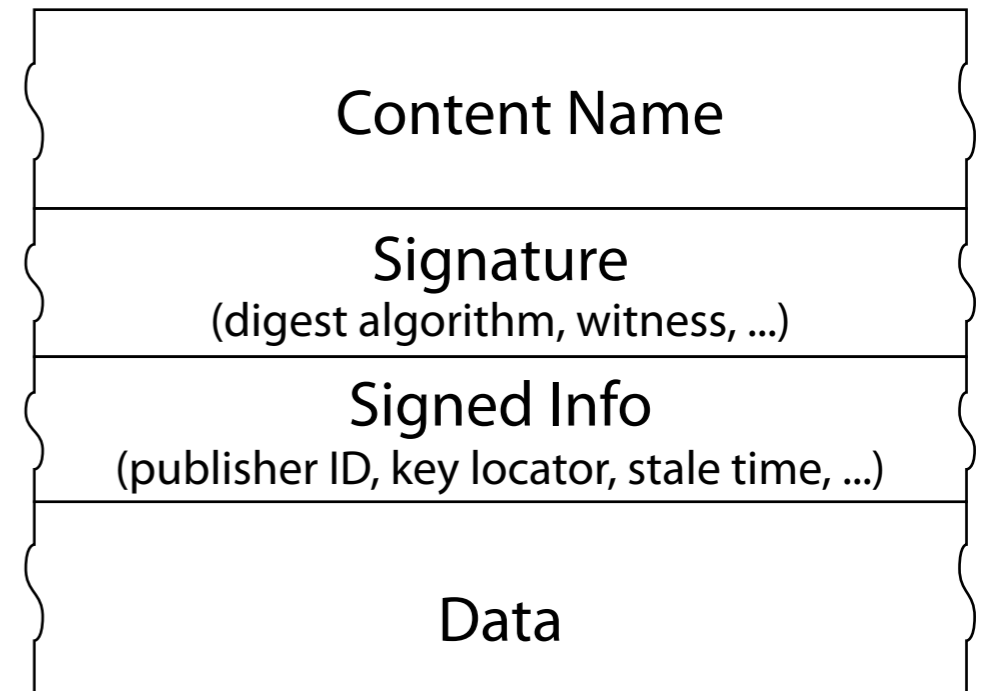 Content Name
Signature
(digest algorithm, witness, ...)
Signed Info
(publisher ID, key locator, stale time, ...)
Data